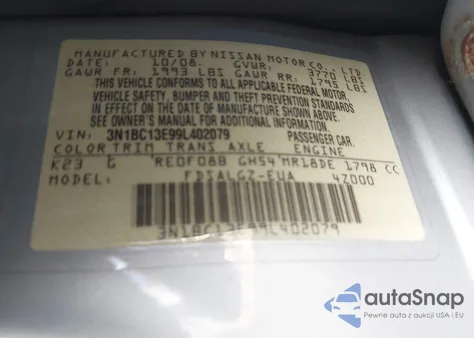 MANUFACTURED BY NISSAN MOTOR CO., LTD.
DATE: 10/08 GVWR: 3770 LBS
GAWR FR: 1993 LBS GAWR RR: 1795 LBS
THIS VEHICLE CONFORMS TO ALL APPLICABLE FEDERAL MOTOR
VEHICLE SAFETY, BUMPER AND THEFT PREVENTION STANDARDS
IN EFFECT ON THE DATE OF MANUFACTURE SHOWN ABOVE. SEE
OWNER'S MANUAL FOR ADDITIONAL INFORMATION
VIN: 3N1BC13E99L402079 PASSENGER CAR
COLOR TRIM TRANS AXLE ENGINE
K23 G RE0F08B GH54 MR18DE 1798 CC
MODEL: FDSALGZ-EUA 4Z000
3N1BC13E99L402079
autaSnap
Pewne auta z aukcji USA i EU